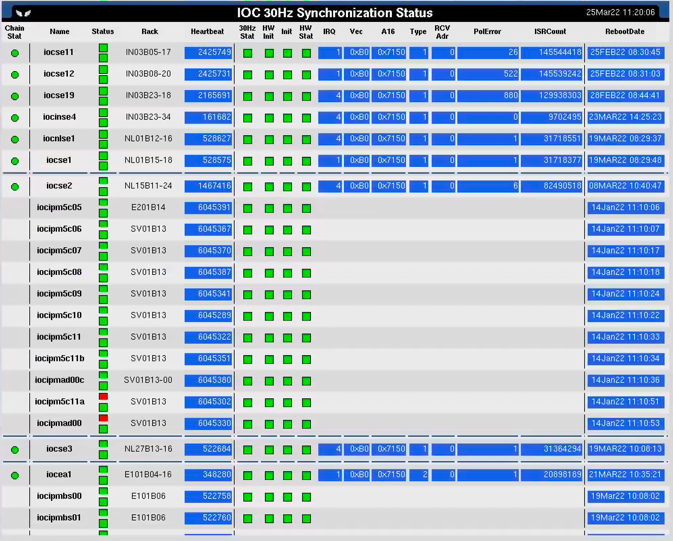 IOC 30Hz Synchronization Status
25Mar22 11:20:06
Chain Stat Name Status Rack Heartbeat 30Hz Stat HW Init Init HW Stat IRQ Vec A16 Type RCV Adr PolError ISRCount RebootDate
iocse11 IN03B05-17 2425749 1 0xB0 0x7150 1 0 26 145544418 25FEB22 08:30:45
iocse12 IN03B08-20 2425731 1 0xB0 0x7150 1 0 522 145539242 25FEB22 08:31:03
iocse19 IN03B23-18 2165691 4 0xB0 0x7150 1 0 880 129938303 28FEB22 08:44:41
iocinse4 IN03B23-34 161682 4 0xB0 0x7150 1 0 0 9702495 23MAR22 14:25:23
iocnlse1 NL01B12-16 528627 4 0xB0 0x7150 1 0 1 31718551 19MAR22 08:29:37
iocse1 NL01B15-18 528575 1 0xB0 0x7150 1 0 1 31718377 19MAR22 08:29:48
iocse2 NL15B11-24 1467416 4 0xB0 0x7150 1 0 6 82490518 08MAR22 10:40:47
iocipm5c05 E201B14 6045391 14Jan22 11:10:06
iocipm5c06 SV01B13 6045367 14Jan22 11:10:07
iocipm5c07 SV01B13 6045370 14Jan22 11:10:17
iocipm5c08 SV01B13 6045387 14Jan22 11:10:18
iocipm5c09 SV01B13 6045341 14Jan22 11:10:24
iocipm5c10 SV01B13 6045289 14Jan22 11:10:22
iocipm5c11 SV01B13 6045322 14Jan22 11:10:33
iocipm5c11b SV01B13 6045351 14Jan22 11:10:34
iocipmad00c SV01B13-00 6045380 14Jan22 11:10:36
iocipm5c11a SV01B13 6045302 14Jan22 11:10:51
iocipmad00 SV01B13 6045330 14Jan22 11:10:53
iocse3 NL27B13-16 522684 4 0xB0 0x7150 1 0 1 31364294 19MAR22 10:08:13
iocea1 E101B04-16 348280 1 0xB0 0x7150 2 0 1 20898189 21MAR22 10:35:21
iocipmbs00 E101B06 522758 19Mar22 10:08:02
iocipmbs01 E101B06 522760 19Mar22 10:08:02